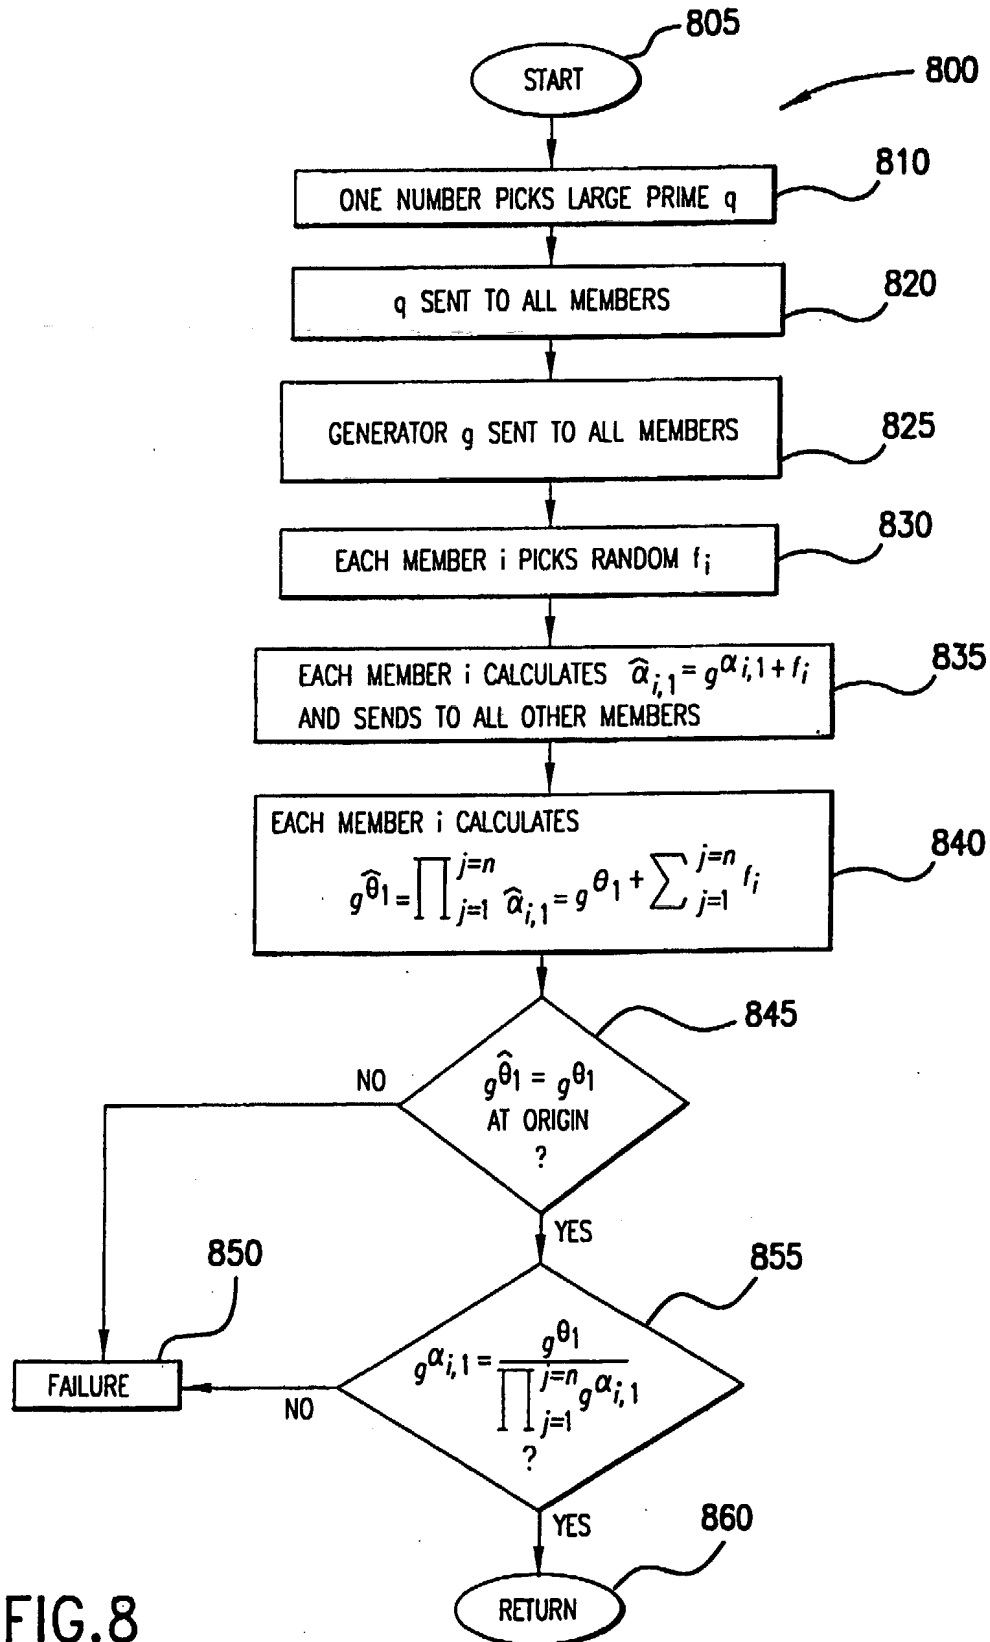 805
START
800
ONE NUMBER PICKS LARGE PRIME q
810
q SENT TO ALL MEMBERS
820
GENERATOR g SENT TO ALL MEMBERS
825
EACH MEMBER i PICKS RANDOM f_i
830
EACH MEMBER i CALCULATES α̂_{i,1} = g^{α_{i,1} + f_i}
AND SENDS TO ALL OTHER MEMBERS
835
EACH MEMBER i CALCULATES
g^{θ̂_1} = ∏_{j=1}^{j=n} α̂_{i,1} = g^{θ_1 + ∑_{j=1}^{j=n} f_i}
840
845
g^{θ̂_1} = g^{θ_1}
AT ORIGIN
?
NO
YES
850
FAILURE
855
g^{α_{i,1}} = g^{θ_1} / ∏_{j=1}^{j=n} g^{α_{i,1}}
?
NO
YES
860
RETURN
FIG.8